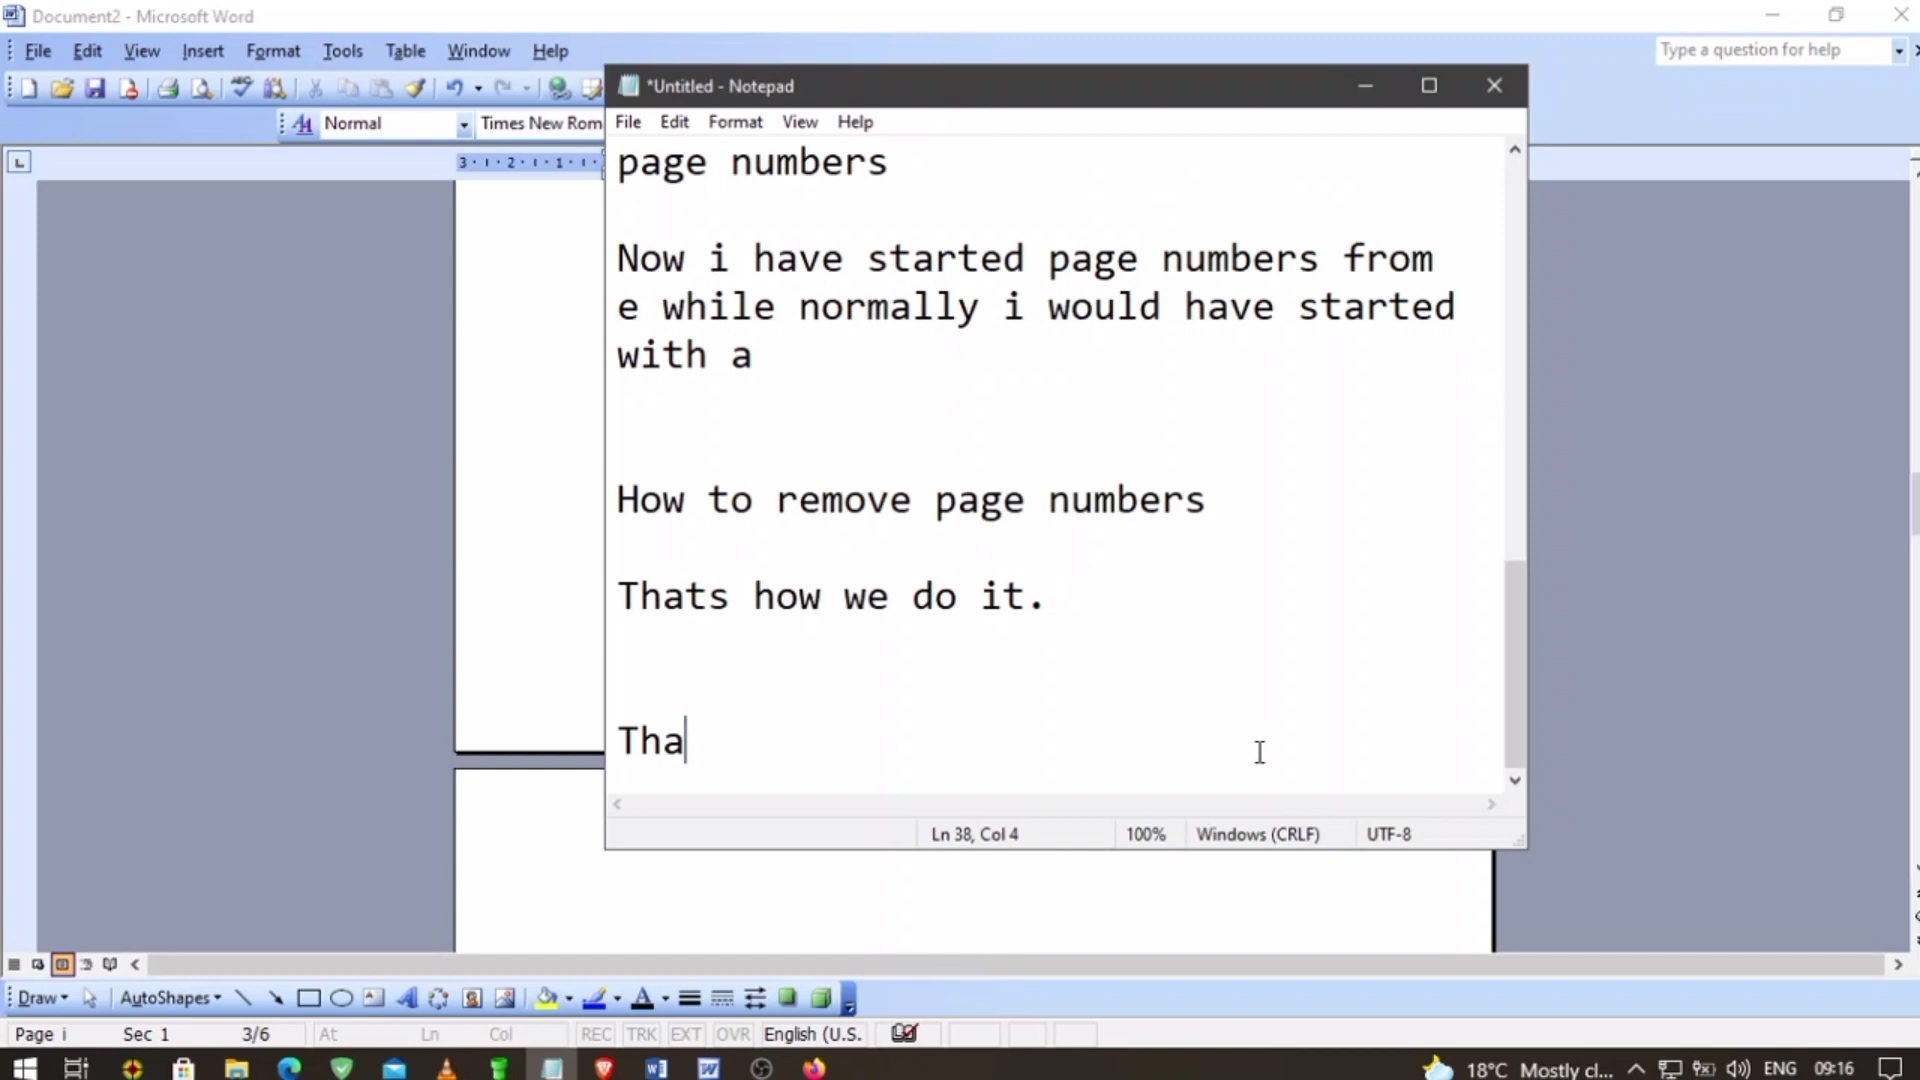 Document2 - Microsoft Word
File Edit View Insert Format Tools Table Window Help
Type a question for help
Normal
Times New Rom
3 · ı · 2 · ı · 1 · ı ·
*Untitled - Notepad
File Edit Format View Help
page numbers
Now i have started page numbers from
e while normally i would have started
with a
How to remove page numbers
Thats how we do it.
Tha
Ln 38, Col 4
100%
Windows (CRLF)
UTF-8
Draw
AutoShapes
Page i
Sec 1
3/6
At
Ln
Col
REC
TRK
EXT
OVR
English (U.S.
18°C
Mostly cl...
ENG
09:16